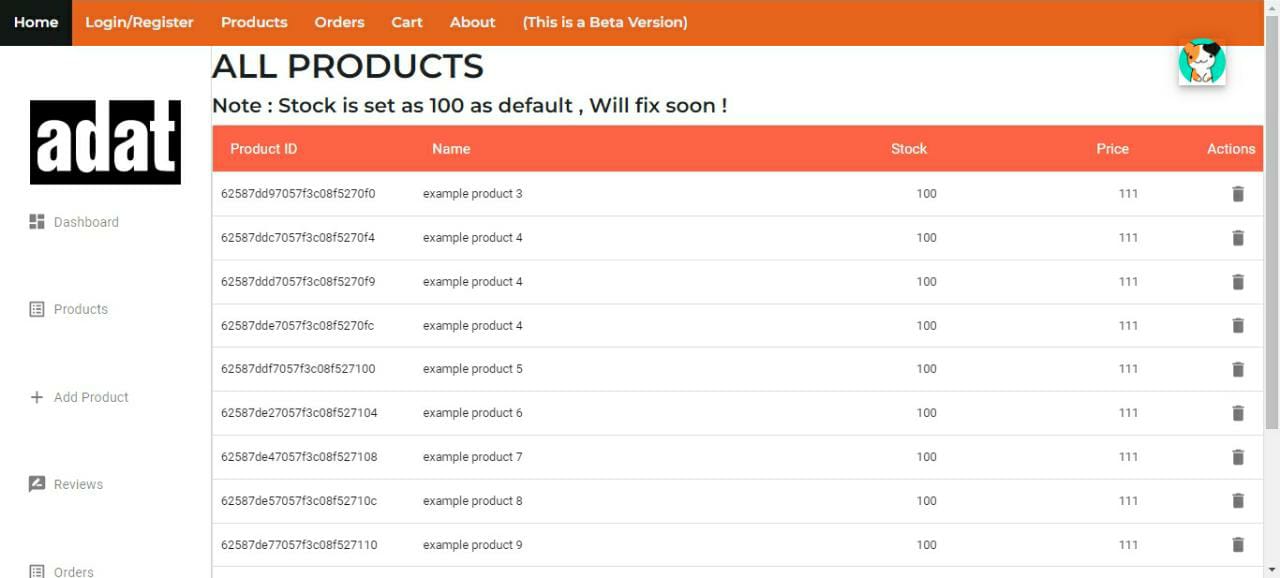 Home Login/Register Products Orders Cart About (This is a Beta Version)
ALL PRODUCTS
Note : Stock is set as 100 as default , Will fix soon !
adat
Dashboard
Products
Add Product
Reviews
Orders
Product ID Name Stock Price Actions
62587dd97057f3c08f5270f0 example product 3 100 111
62587ddc7057f3c08f5270f4 example product 4 100 111
62587ddd7057f3c08f5270f9 example product 4 100 111
62587dde7057f3c08f5270fc example product 4 100 111
62587ddf7057f3c08f527100 example product 5 100 111
62587de27057f3c08f527104 example product 6 100 111
62587de47057f3c08f527108 example product 7 100 111
62587de57057f3c08f52710c example product 8 100 111
62587de77057f3c08f527110 example product 9 100 111